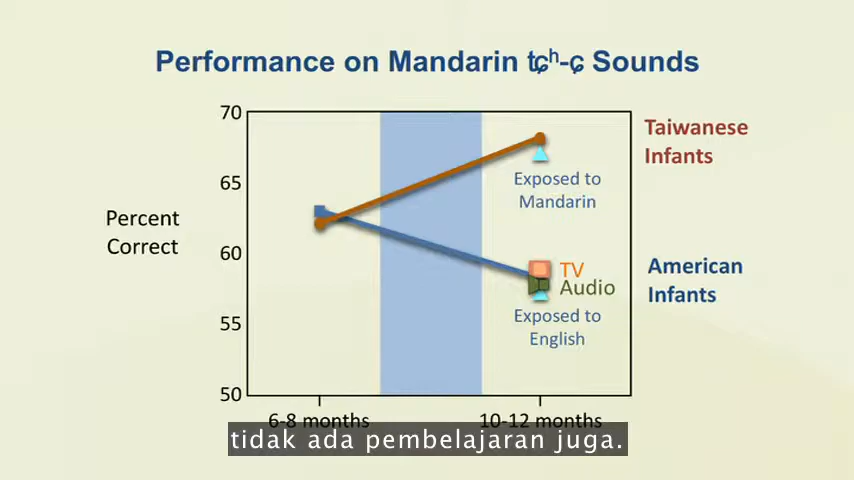 Performance on Mandarin tɕʰ-ɕ Sounds
70
65
60
55
50
Percent
Correct
Taiwanese
Infants
Exposed to
Mandarin
American
Infants
TV
Audio
Exposed to
English
6-8 months
10-12 months
tidak ada pembelajaran juga.